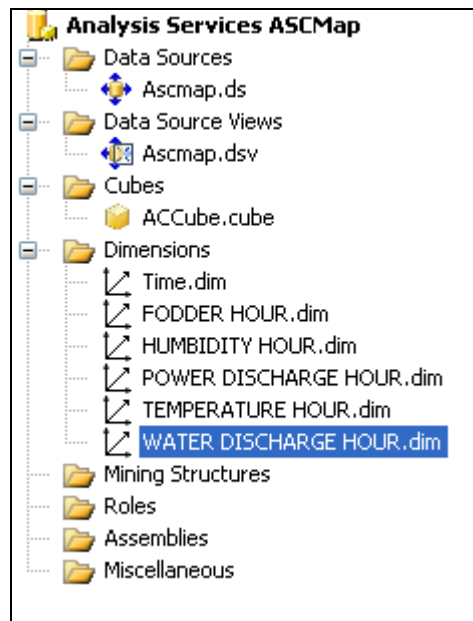 Analysis Services ASCMap
Data Sources
Ascmap.ds
Data Source Views
Ascmap.dsv
Cubes
ACCube.cube
Dimensions
Time.dim
FODDER HOUR.dim
HUMBIDITY HOUR.dim
POWER DISCHARGE HOUR.dim
TEMPERATURE HOUR.dim
WATER DISCHARGE HOUR.dim
Mining Structures
Roles
Assemblies
Miscellaneous